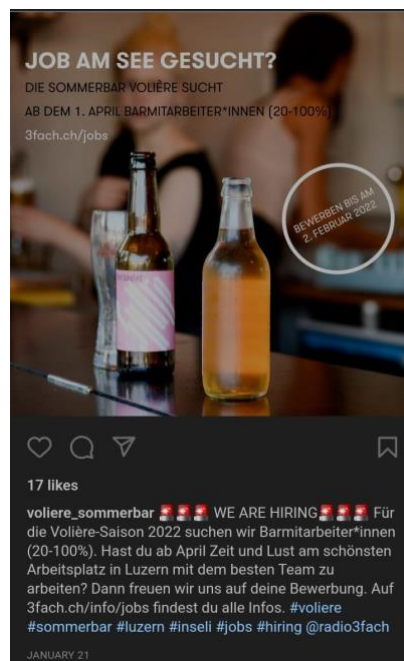 JOB AM SEE GESUCHT?
DIE SOMMERBAR VOLIÈRE SUCHT
AB DEM 1. APRIL BARMITARBEITER*INNEN (20-100%)
3fach.ch/jobs
BEWERBEN BIS AM
2. FEBRUAR 2022
17 likes
voliere_sommerbar 🚨🚨🚨 WE ARE HIRING🚨🚨🚨 Für
die Volière-Saison 2022 suchen wir Barmitarbeiter*innen
(20-100%). Hast du ab April Zeit und Lust am schönsten
Arbeitsplatz in Luzern mit dem besten Team zu
arbeiten? Dann freuen wir uns auf deine Bewerbung. Auf
3fach.ch/info/jobs findest du alle Infos. #voliere
#sommerbar #luzern #inseli #jobs #hiring @radio3fach
JANUARY 21